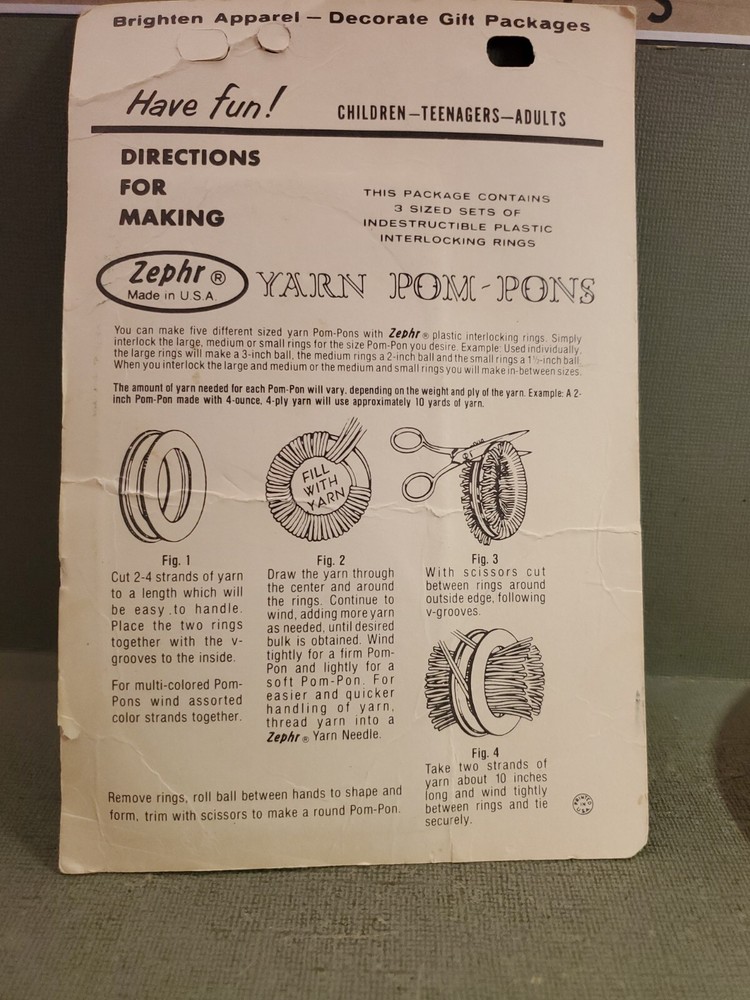 S
Brighten Apparel — Decorate Gift Packages
Have fun!
CHILDREN—TEENAGERS—ADULTS
DIRECTIONS
FOR
MAKING
THIS PACKAGE CONTAINS
3 SIZED SETS OF
INDESTRUCTIBLE PLASTIC
INTERLOCKING RINGS
Zephr ®
Made in U.S.A.
YARN POM-PONS
You can make five different sized yarn Pom-Pons with Zephr ® plastic interlocking rings. Simply
interlock the large, medium or small rings for the size Pom-Pon you desire. Example: Used individually,
the large rings will make a 3-inch ball, the medium rings a 2-inch ball and the small rings a 1½-inch ball.
When you interlock the large and medium or the medium and small rings you will make in-between sizes.
The amount of yarn needed for each Pom-Pon will vary, depending on the weight and ply of the yarn. Example: A 2-
inch Pom-Pon made with 4-ounce, 4-ply yarn will use approximately 10 yards of yarn.
FILL
WITH
YARN
Fig. 1
Cut 2-4 strands of yarn
to a length which will
be easy to handle.
Place the two rings
together with the v-
grooves to the inside.
For multi-colored Pom-
Pons wind assorted
color strands together.
Fig. 2
Draw the yarn through
the center and around
the rings. Continue to
wind, adding more yarn
as needed, until desired
bulk is obtained. Wind
tightly for a firm Pom-
Pon and lightly for a
soft Pom-Pon. For
easier and quicker
handling of yarn,
thread yarn into a
Zephr ® Yarn Needle.
Fig. 3
With scissors cut
between rings around
outside edge, following
v-grooves.
Fig. 4
Take two strands of
yarn about 10 inches
long and wind tightly
between rings and tie
securely.
Remove rings, roll ball between hands to shape and
form, trim with scissors to make a round Pom-Pon.
PRINTED
IN
U.S.A.